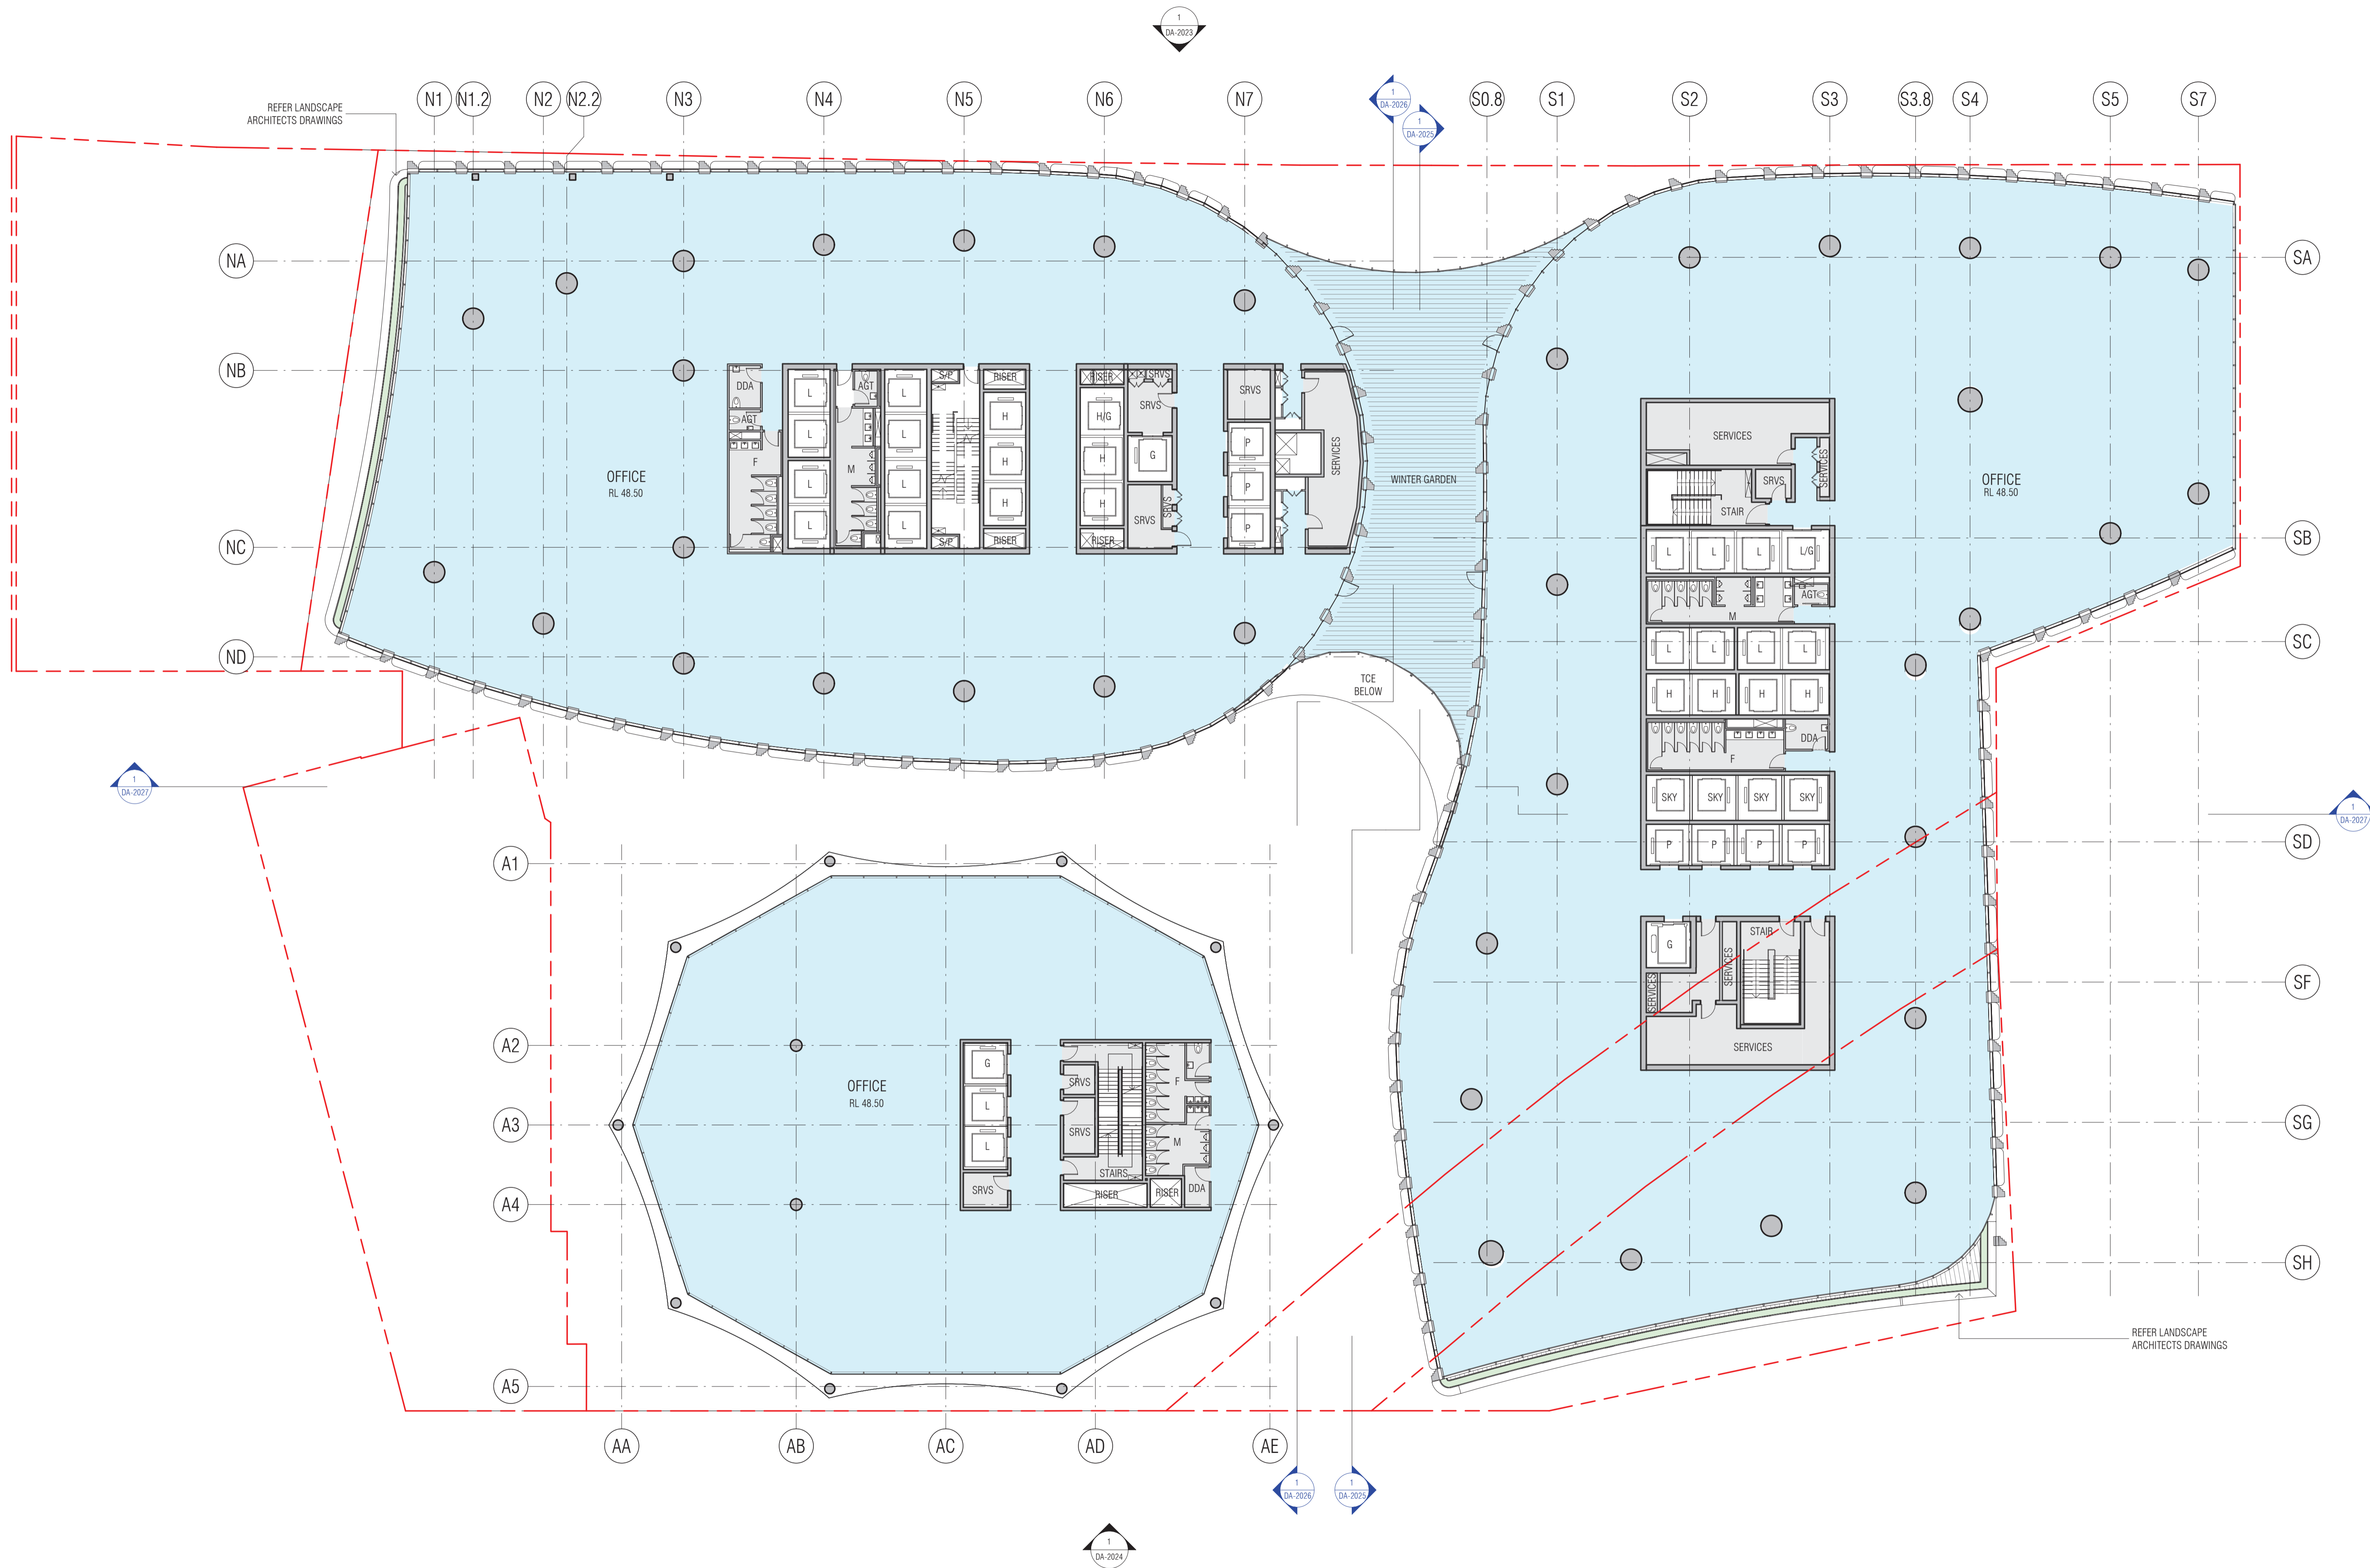 1
DA-2023
N1
N1.2
N2
N2.2
N3
N4
N5
N6
N7
1
DA-2026
1
DA-2025
S0.8
S1
S2
S3
S3.8
S4
S5
S7
REFER LANDSCAPE
ARCHITECTS DRAWINGS
NA
NB
NC
ND
SA
SB
SC
SD
SF
SG
SH
OFFICE
RL 48.50
DDA
AGT
F
L
L
L
L
AGT
M
L
L
L
L
S/P
S/P
RISER
H
H
H
RISER
RISER
H/G
H
H
RISER
SRVS
SRVS
G
SRVS
SRVS
SRVS
P
P
P
SERVICES
WINTER GARDEN
TCE
BELOW
SERVICES
SERVICES
SRVS
STAIR
OFFICE
RL 48.50
L
L
L
L/G
AGT
M
L
L
L
L
H
H
H
H
DDA
F
SKY
SKY
SKY
SKY
P
P
P
P
G
SERVICES
STAIR
SERVICES
SERVICES
1
DA-2027
1
DA-2027
A1
A2
A3
A4
A5
OFFICE
RL 48.50
G
L
L
SRVS
SRVS
SRVS
STAIRS
F
M
DDA
RISER
RISER
REFER LANDSCAPE
ARCHITECTS DRAWINGS
AA
AB
AC
AD
AE
1
DA-2026
1
DA-2025
1
DA-2024